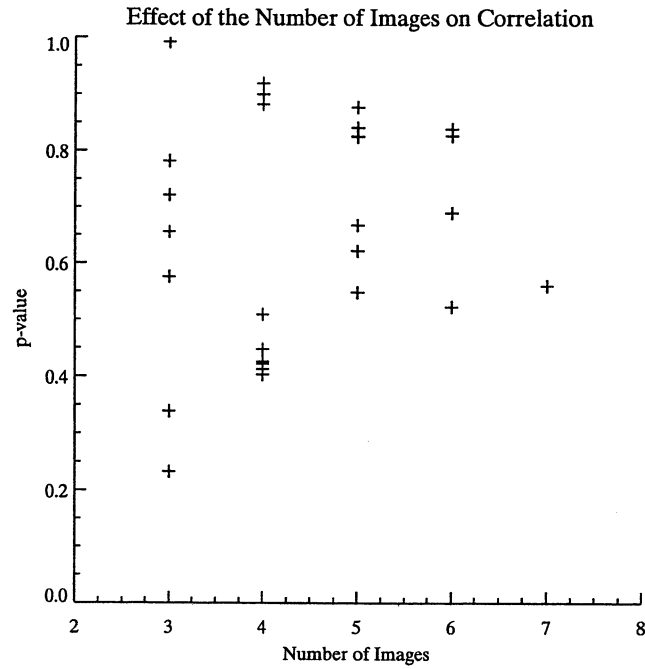 Effect of the Number of Images on Correlation
1.0
0.8
0.6
0.4
0.2
0.0
p-value
2 3 4 5 6 7 8
Number of Images